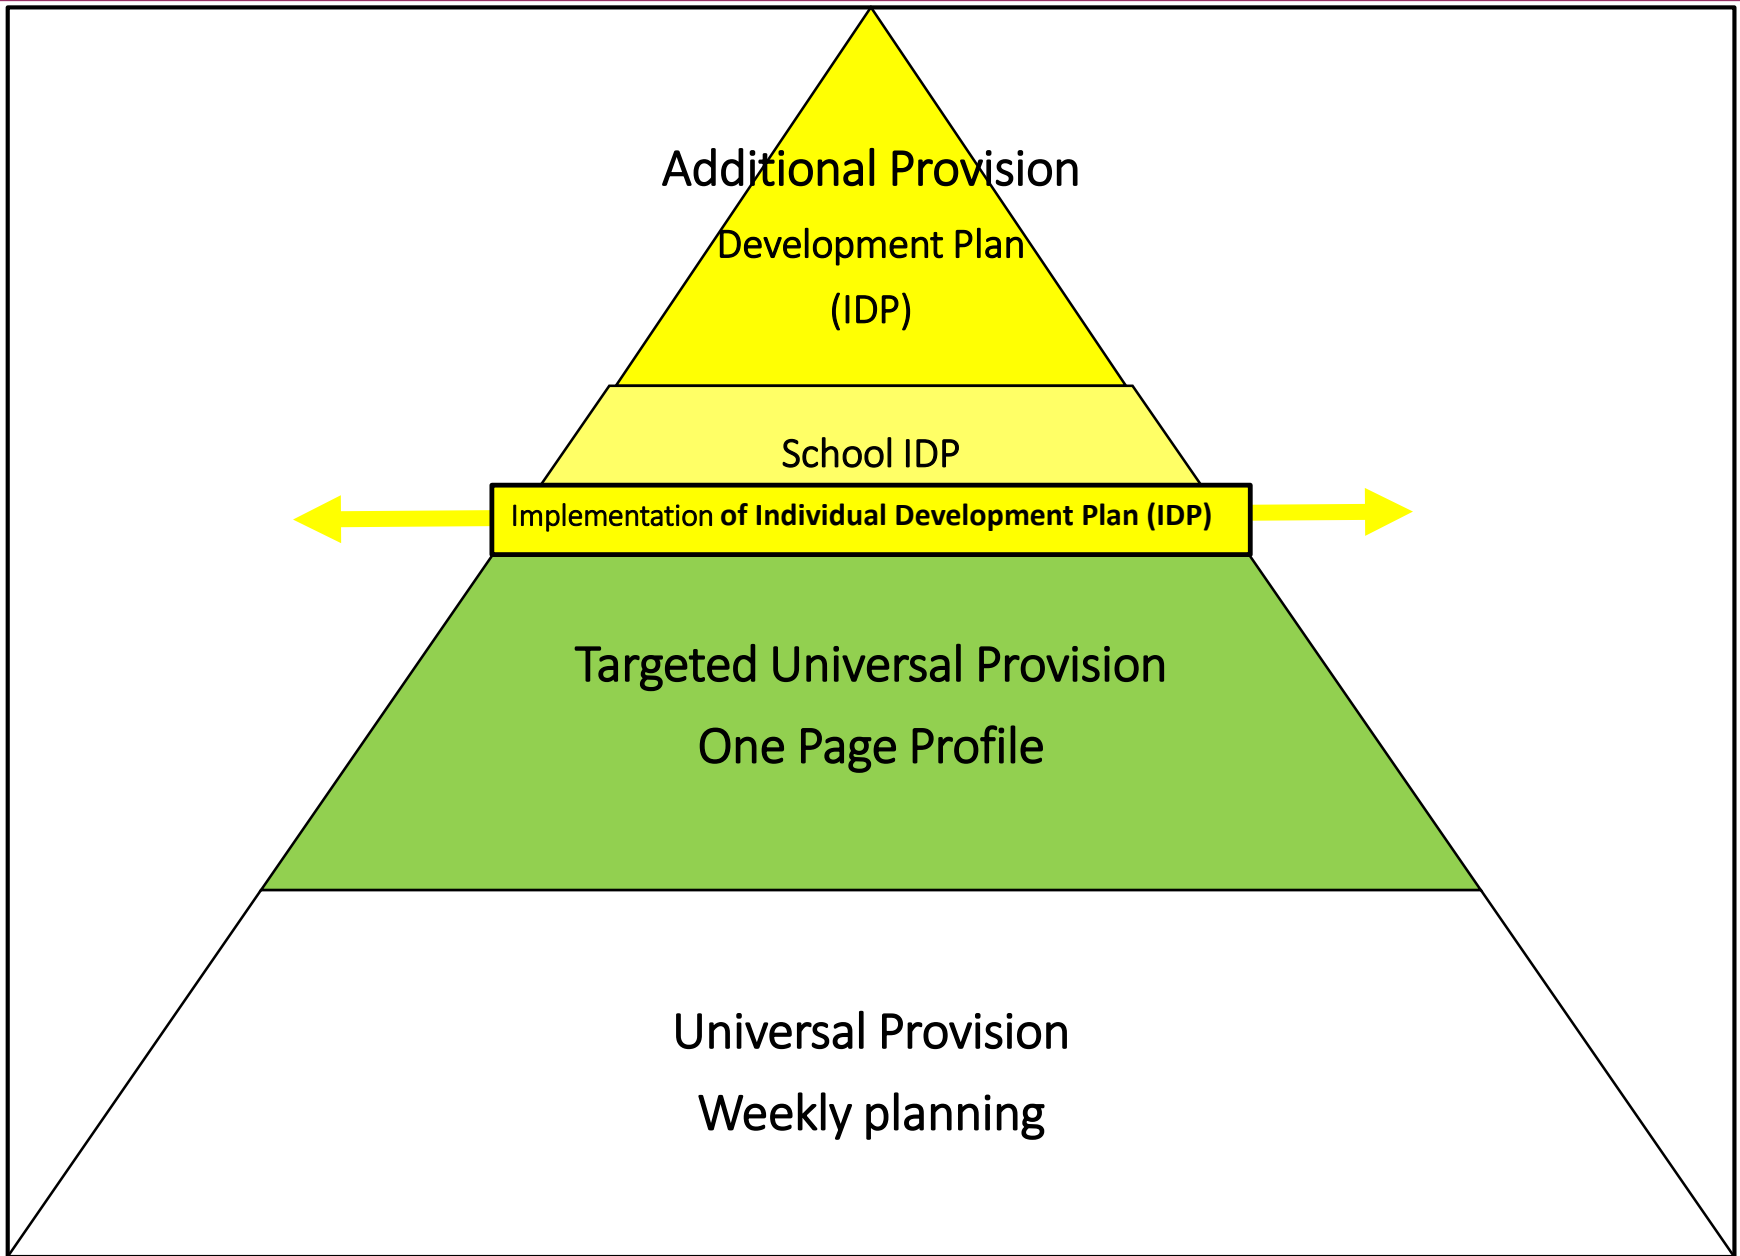 Additional Provision
Development Plan
(IDP)
School IDP
Implementation of Individual Development Plan (IDP)
Targeted Universal Provision
One Page Profile
Universal Provision
Weekly planning